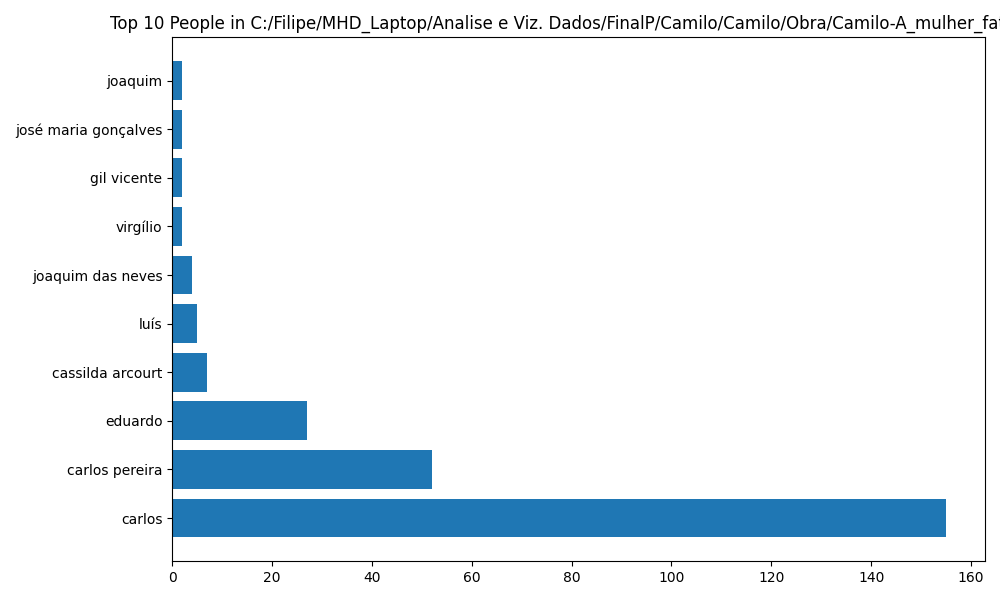 Top 10 People in C:/Filipe/MHD_Laptop/Analise e Viz. Dados/FinalP/Camilo/Camilo/Obra/Camilo-A_mulher_fat
joaquim
josé maria gonçalves
gil vicente
virgílio
joaquim das neves
luís
cassilda arcourt
eduardo
carlos pereira
carlos
0 20 40 60 80 100 120 140 160